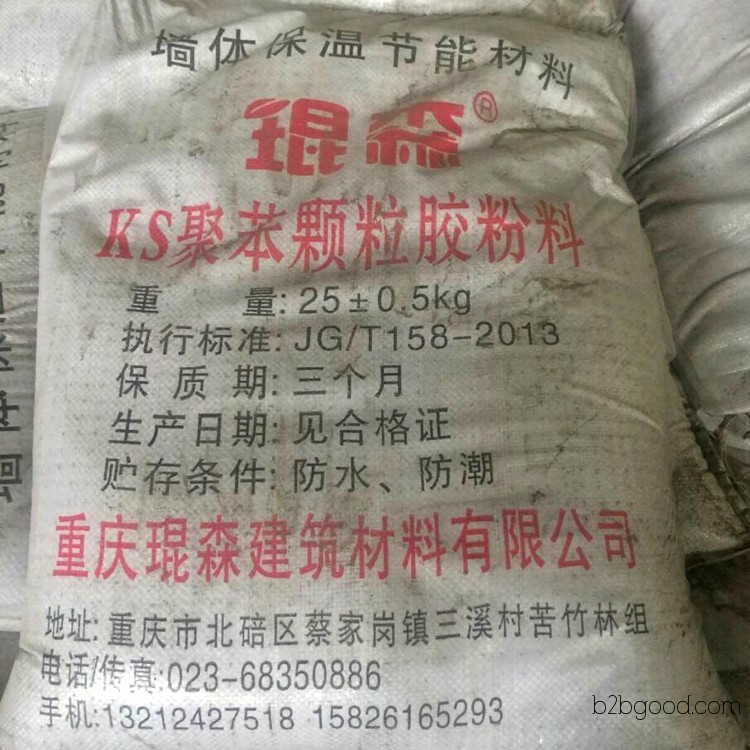 墙体保温节能材料
琨森®
KS聚苯颗粒胶粉料
重 量: 25±0.5kg
执行标准: JG/T158-2013
保 质 期: 三个月
生产日期: 见合格证
贮存条件: 防水、防潮
重庆琨森建筑材料有限公司
地址: 重庆市北碚区蔡家岗镇三溪村苦竹林组
电话/传真:023-68350886
手机:13212427518 15826165293
b2bgood.com